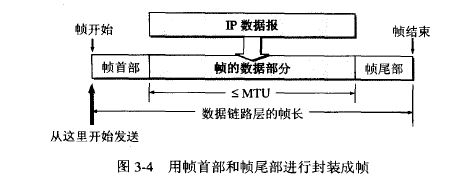 IP 数据报
帧开始
帧结束
帧首部
帧的数据部分
帧尾部
≤MTU
数据链路层的帧长
从这里开始发送
图 3-4 用帧首部和帧尾部进行封装成帧